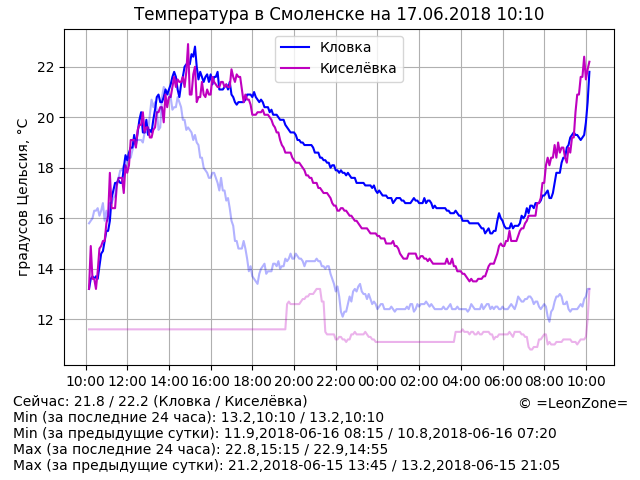 Температура в Смоленске на 17.06.2018 10:10
Кловка
Киселёвка
градусов Цельсия, °C
22
20
18
16
14
12
10:00 12:00 14:00 16:00 18:00 20:00 22:00 00:00 02:00 04:00 06:00 08:00 10:00
Сейчас: 21.8 / 22.2 (Кловка / Киселёвка)
© =LeonZone=
Min (за последние 24 часа): 13.2,10:10 / 13.2,10:10
Min (за предыдущие сутки): 11.9,2018-06-16 08:15 / 10.8,2018-06-16 07:20
Max (за последние 24 часа): 22.8,15:15 / 22.9,14:55
Max (за предыдущие сутки): 21.2,2018-06-15 13:45 / 13.2,2018-06-15 21:05